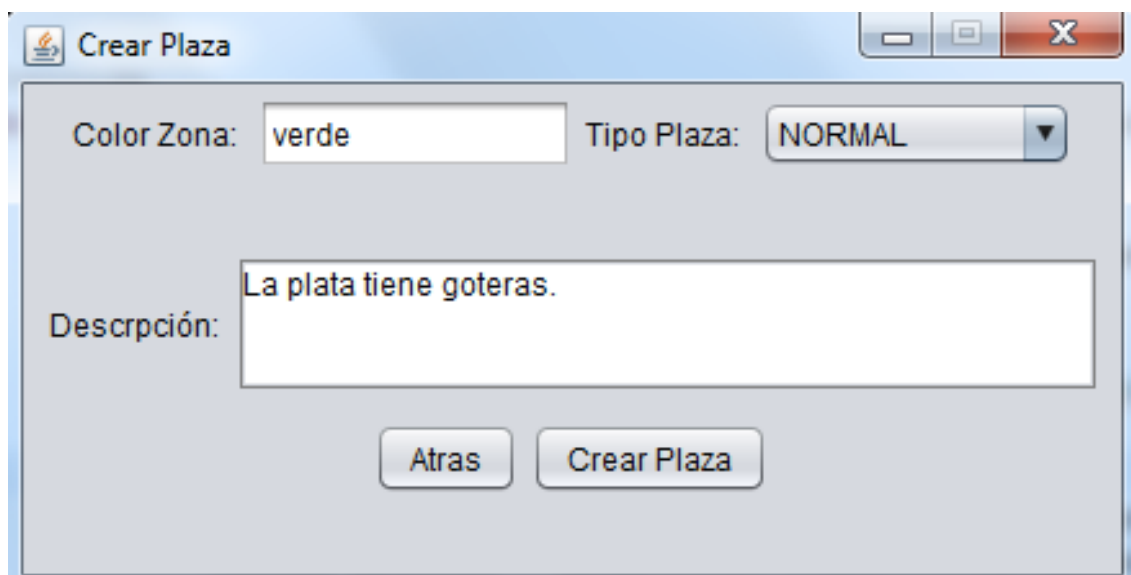 Crear Plaza
Color Zona: verde Tipo Plaza: NORMAL
La plata tiene goteras.
Descrpción:
Atras Crear Plaza